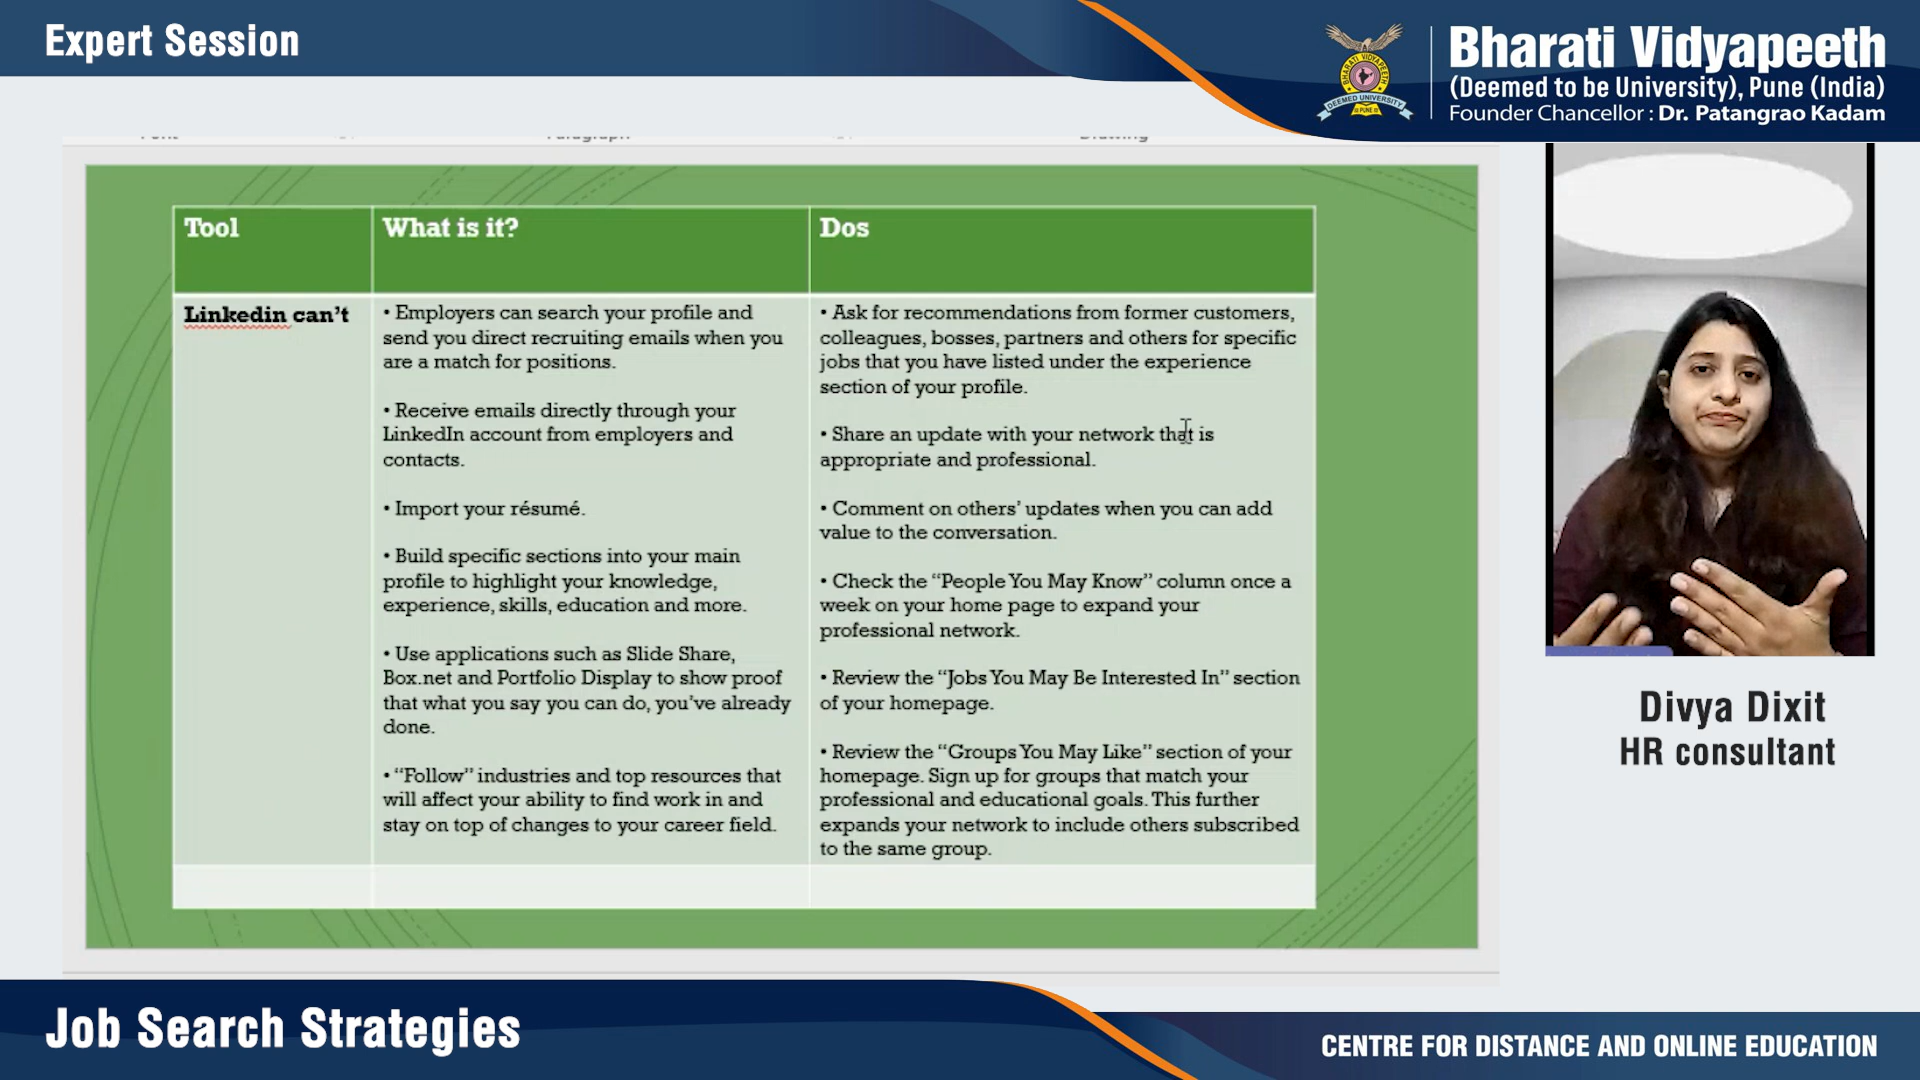 Expert Session
Bharati Vidyapeeth
(Deemed to be University), Pune (India)
Founder Chancellor : Dr. Patangrao Kadam
BHARATI VIDYAPEETH
DEEMED UNIVERSITY
PUNE
Paragraph
Drawing
Tool
What is it?
Dos
Linkedin can't
• Employers can search your profile and
send you direct recruiting emails when you
are a match for positions.
• Receive emails directly through your
LinkedIn account from employers and
contacts.
• Import your résumé.
• Build specific sections into your main
profile to highlight your knowledge,
experience, skills, education and more.
• Use applications such as Slide Share,
Box.net and Portfolio Display to show proof
that what you say you can do, you've already
done.
• "Follow" industries and top resources that
will affect your ability to find work in and
stay on top of changes to your career field.
• Ask for recommendations from former customers,
colleagues, bosses, partners and others for specific
jobs that you have listed under the experience
section of your profile.
• Share an update with your network that is
appropriate and professional.
• Comment on others' updates when you can add
value to the conversation.
• Check the "People You May Know" column once a
week on your home page to expand your
professional network.
• Review the "Jobs You May Be Interested In" section
of your homepage.
• Review the "Groups You May Like" section of your
homepage. Sign up for groups that match your
professional and educational goals. This further
expands your network to include others subscribed
to the same group.
Divya Dixit
HR consultant
Job Search Strategies
CENTRE FOR DISTANCE AND ONLINE EDUCATION